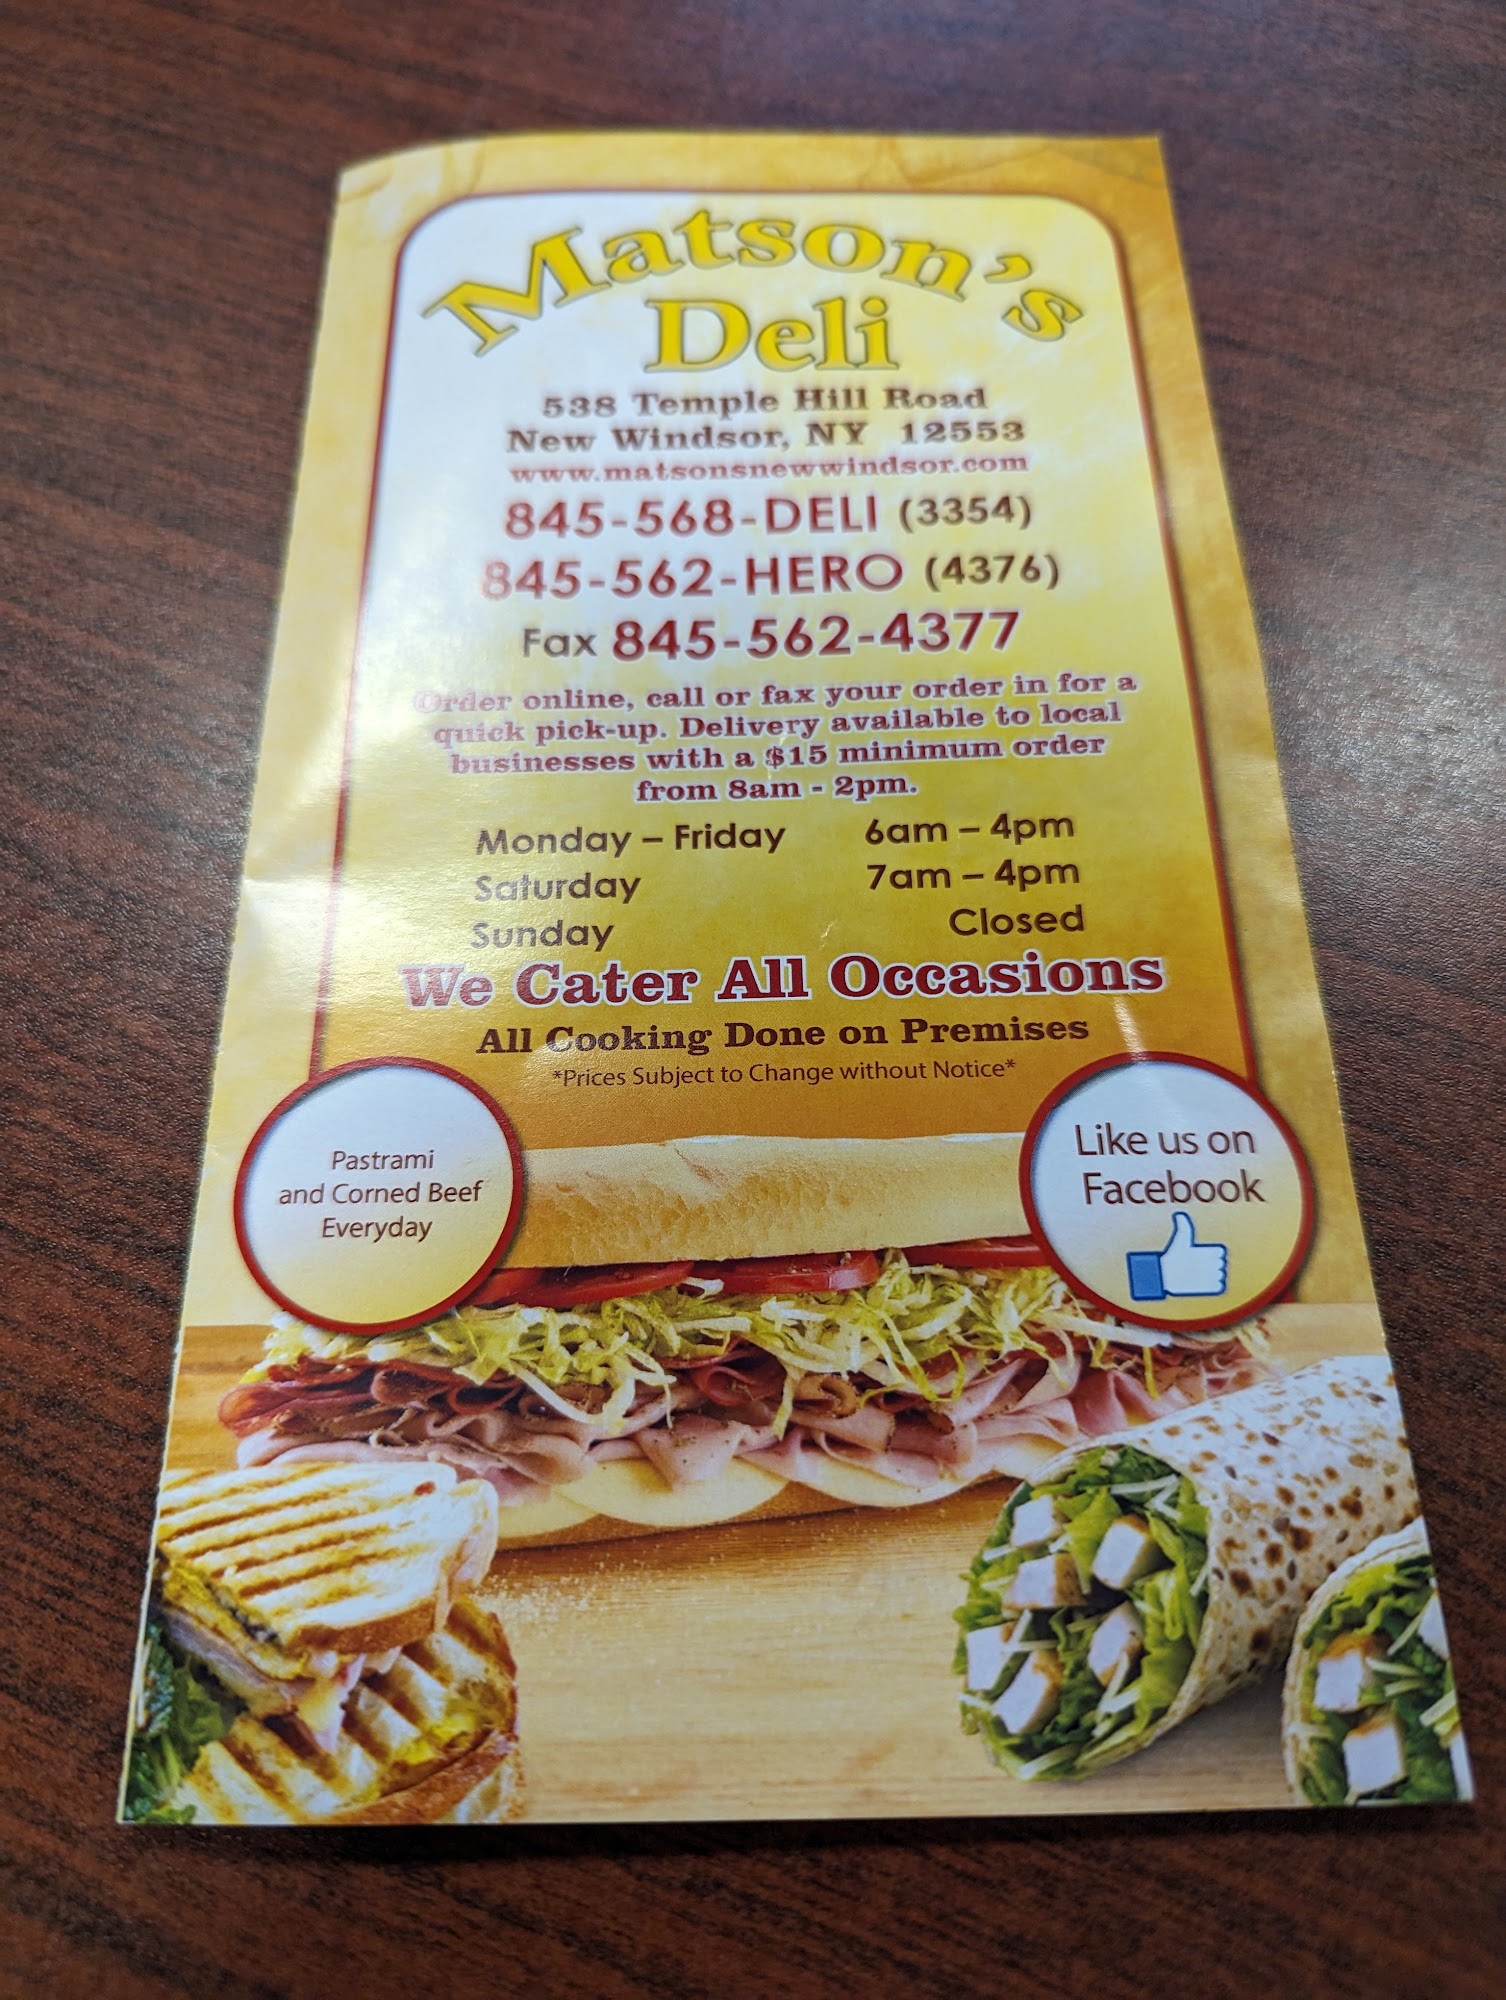 Matson's
Deli
538 Temple Hill Road
New Windsor, NY 12553
www.matsonsnewwindsor.com
845-568-DELI (3354)
845-562-HERO (4376)
Fax 845-562-4377
Order online, call or fax your order in for a
quick pick-up. Delivery available to local
businesses with a $15 minimum order
from 8am - 2pm.
Monday – Friday 6am – 4pm
Saturday 7am – 4pm
Sunday Closed
We Cater All Occasions
All Cooking Done on Premises
*Prices Subject to Change without Notice*
Pastrami
and Corned Beef
Everyday
Like us on
Facebook